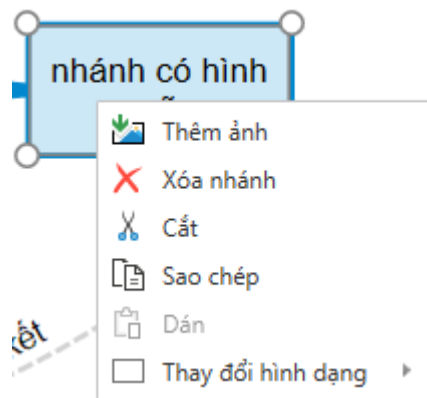 nhánh có hình
Thêm ảnh
Xóa nhánh
Cắt
Sao chép
kết
Dán
Thay đổi hình dạng